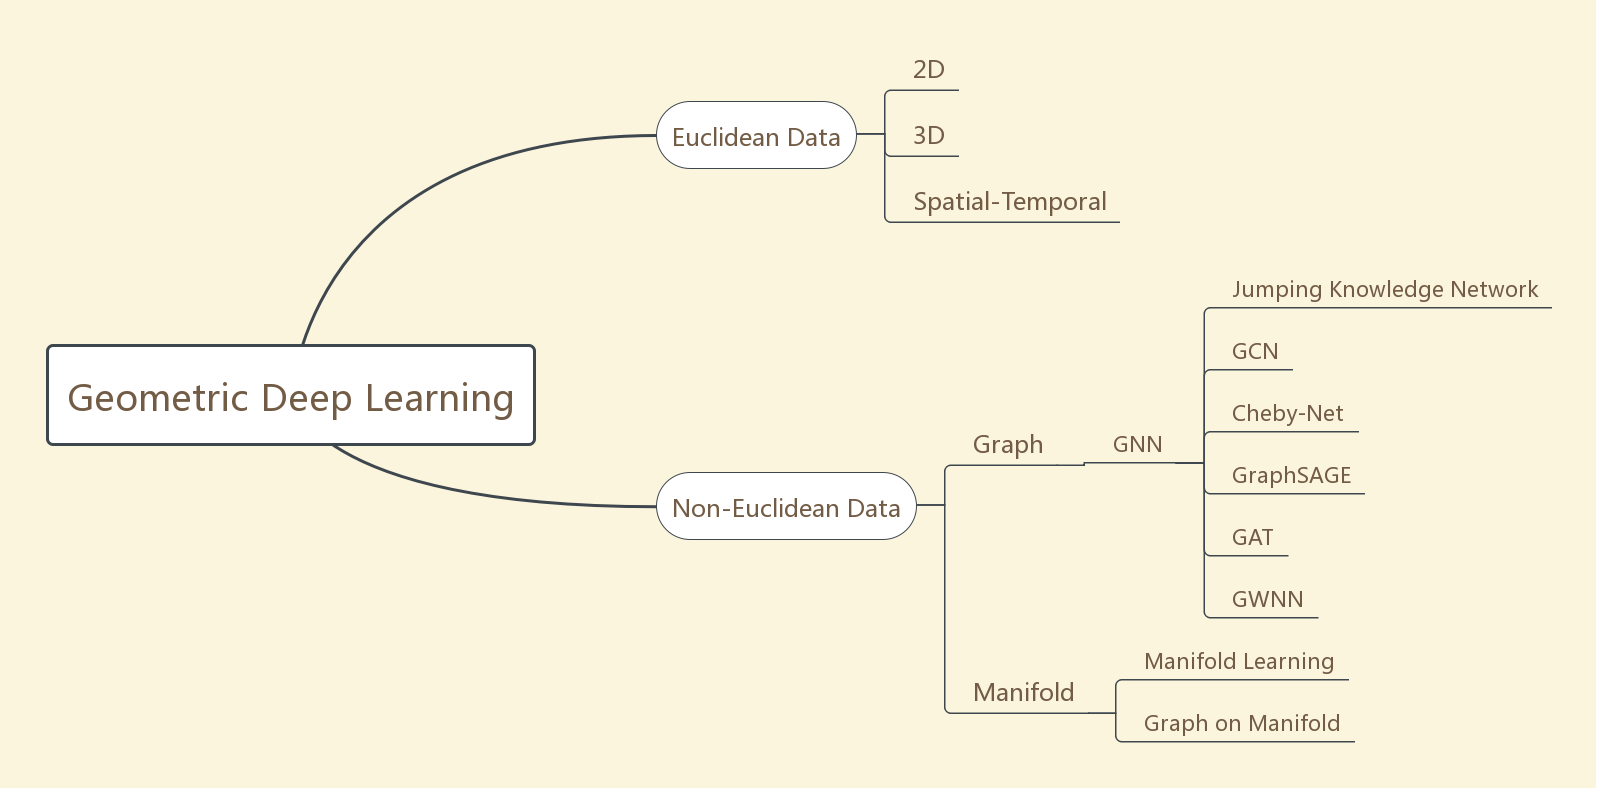 Geometric Deep Learning
Euclidean Data
2D
3D
Spatial-Temporal
Non-Euclidean Data
Graph
GNN
Jumping Knowledge Network
GCN
Cheby-Net
GraphSAGE
GAT
GWNN
Manifold
Manifold Learning
Graph on Manifold